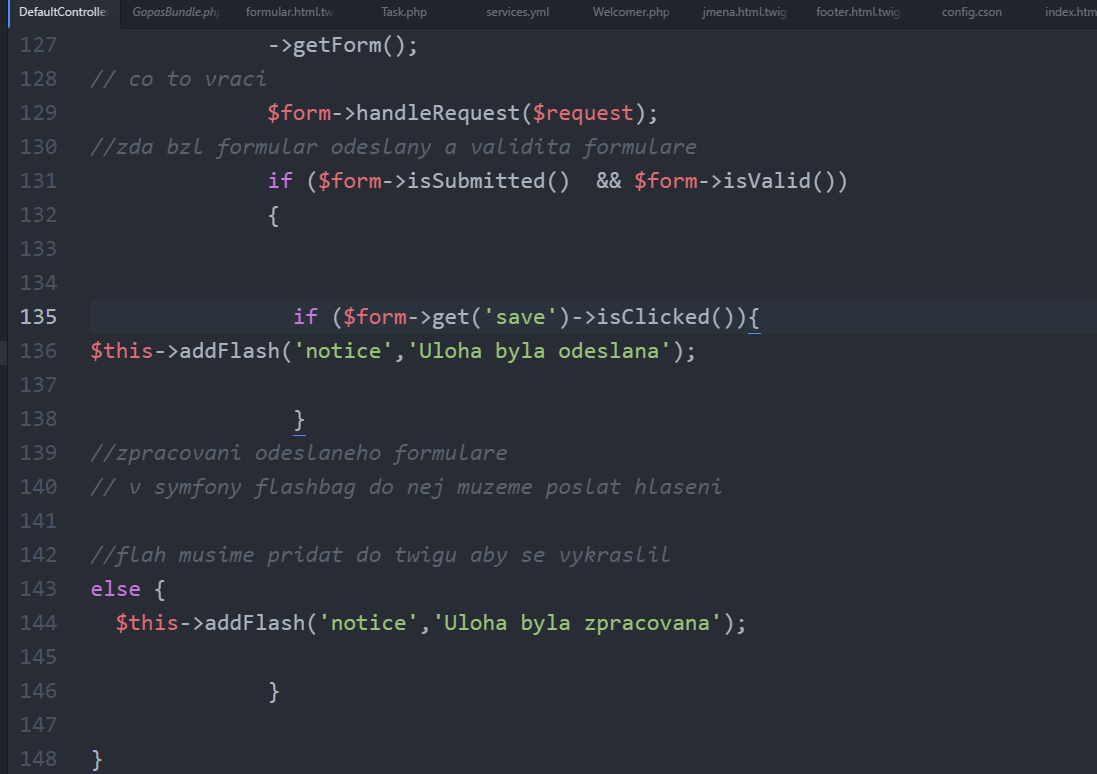 DefaultControlle GopasBundle.ph formular.html.tw Task.php services.yml Welcomer.php jmena.html.twig footer.html.twig config.cson index.htm
127 ->getForm();
128 // co to vraci
129 $form->handleRequest($request);
130 //zda bzl formular odeslany a validita formulare
131 if ($form->isSubmitted()  && $form->isValid())
132 {
133
134
135 if ($form->get('save')->isClicked()){
136 $this->addFlash('notice','Uloha byla odeslana');
137
138 }
139 //zpracovani odeslaneho formulare
140 // v symfony flashbag do nej muzeme poslat hlaseni
141
142 //flah musime pridat do twigu aby se vykraslil
143 else {
144 $this->addFlash('notice','Uloha byla zpracovana');
145
146 }
147
148 }